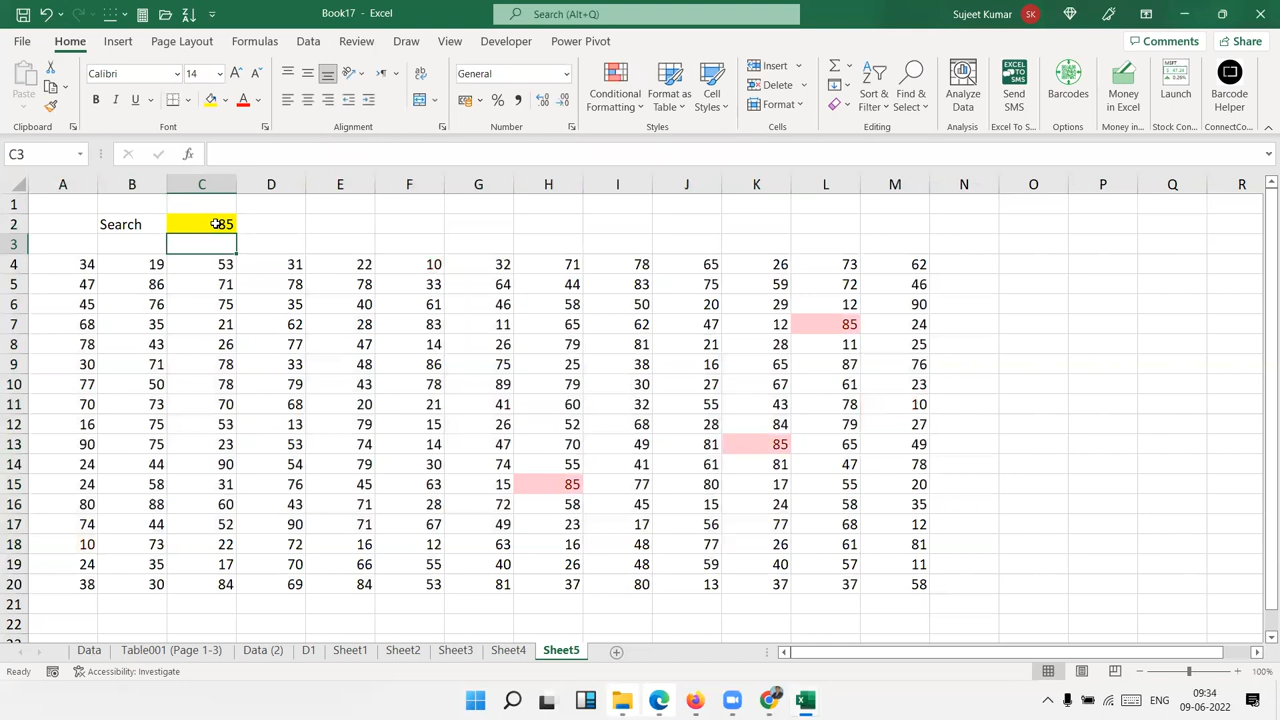 Book17 - Excel
Search (Alt+Q)
Sujeet Kumar
SK
File Home Insert Page Layout Formulas Data Review View Draw Developer Power Pivot
Comments Share
Paste
Calibri 14
B I U
General
Conditional Formatting
Format as Table
Cell Styles
Insert
Delete
Format
Sort & Filter
Find & Select
Analyze Data
Send SMS
Barcodes
Money in Excel
Launch
Barcode Helper
Clipboard Font Alignment Number Styles Cells Editing Analysis Excel To S... Options Money in... Stock Con... ConnectCo...
C3 fx
A B C D E F G H I J K L M N O P Q R
1
2 Search 85
3
4 34 19 53 31 22 10 32 71 78 65 26 73 62
5 47 86 71 78 78 33 64 44 83 75 59 72 46
6 45 76 75 35 40 61 46 58 50 20 29 12 90
7 68 35 21 62 28 83 11 65 62 47 12 85 24
8 78 43 26 77 47 14 26 79 81 21 28 11 25
9 30 71 78 33 48 86 75 25 38 16 65 87 76
10 77 50 78 79 43 78 89 79 30 27 67 61 23
11 70 73 70 68 20 21 41 60 32 55 43 78 10
12 16 75 53 13 79 15 26 52 68 28 84 79 27
13 90 75 23 53 74 14 47 70 49 81 85 65 49
14 24 44 90 54 79 30 74 55 41 61 81 47 78
15 24 58 31 76 45 63 15 85 77 80 17 55 20
16 80 88 60 43 71 28 72 58 45 15 24 58 35
17 74 44 52 90 71 67 49 23 17 56 77 68 12
18 10 73 22 72 16 12 63 16 48 77 26 61 81
19 24 35 17 70 66 55 40 26 48 59 40 57 11
20 38 30 84 69 84 53 81 37 80 13 37 37 58
21
22
Data Table001 (Page 1-3) Data (2) D1 Sheet1 Sheet2 Sheet3 Sheet4 Sheet5
Ready Accessibility: Investigate 100%
ENG 09:34
09-06-2022